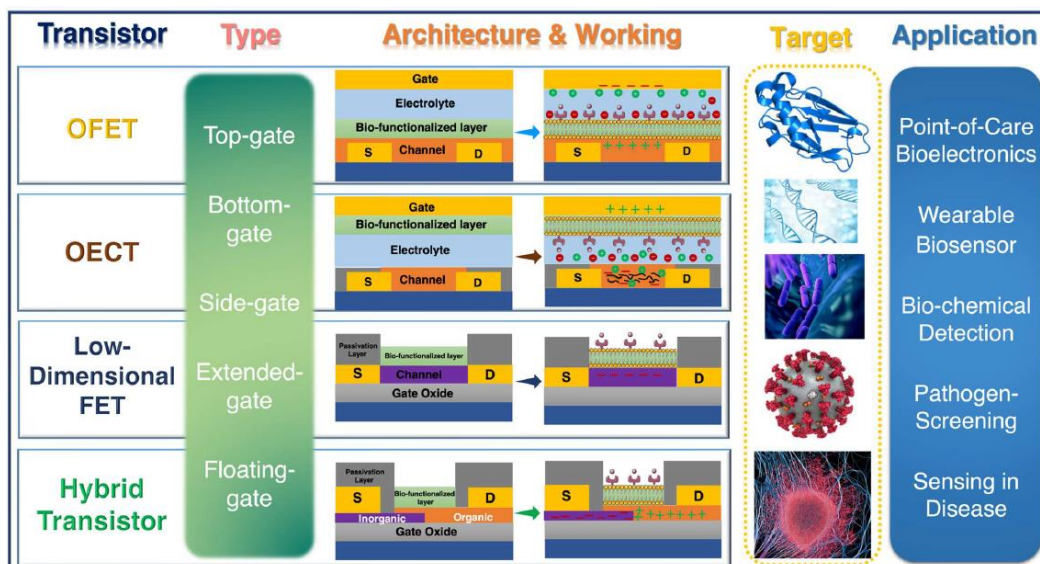 Transistor Type Architecture & Working Target Application
OFET
Top-gate
Bottom-
gate
Side-gate
Extended-
gate
Floating-
gate
Gate
Electrolyte
Bio-functionalized layer
S Channel D
S D
OECT
Gate
Bio-functionalized layer
Electrolyte
S Channel D
S D
Low-
Dimensional
FET
Passivation
Layer
Bio-functionalized layer
S Channel D
Gate Oxide
S D
Hybrid
Transistor
Passivation
Layer
S D
Bio-functionalized
layer
Inorganic Organic
Gate Oxide
S D
Point-of-Care
Bioelectronics
Wearable
Biosensor
Bio-chemical
Detection
Pathogen-
Screening
Sensing in
Disease